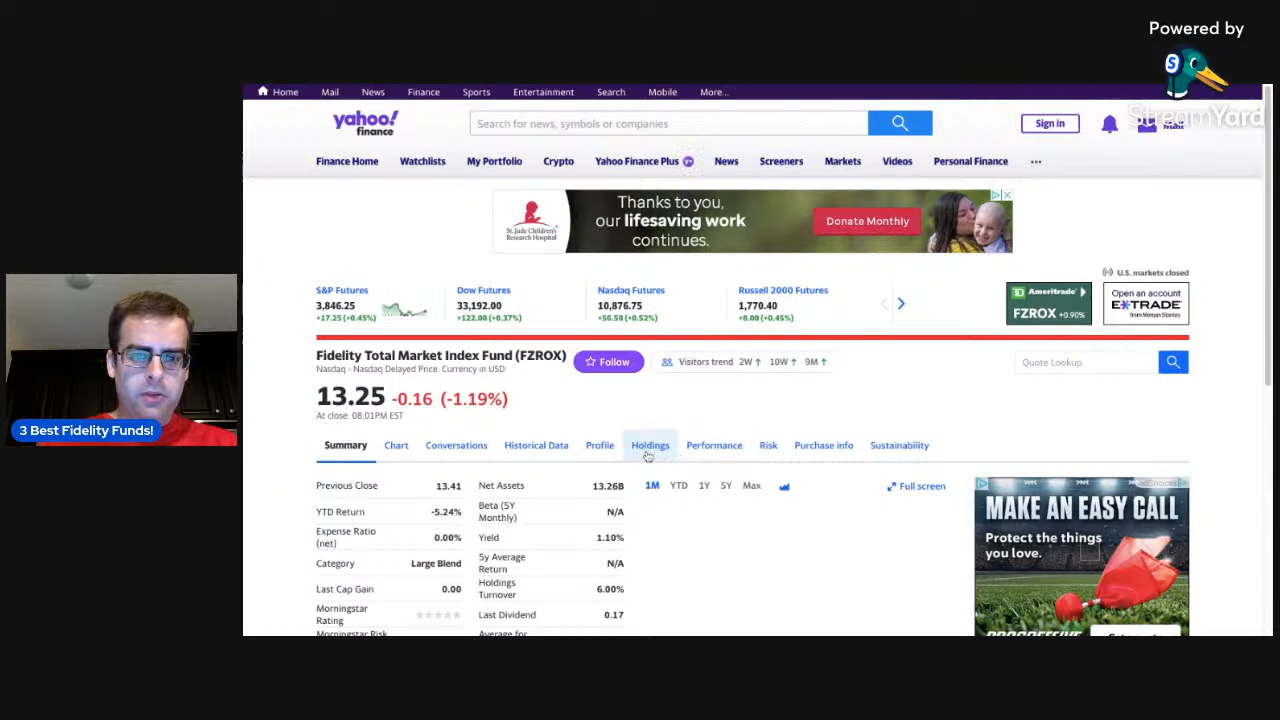 Powered by
S
StreamYard
Home Mail News Finance Sports Entertainment Search Mobile More...
yahoo!
finance
Search for news, symbols or companies
Sign in
Finance Home Watchlists My Portfolio Crypto Yahoo Finance Plus News Screeners Markets Videos Personal Finance ...
St. Jude Children's
Research Hospital
Thanks to you,
our lifesaving work
continues.
Donate Monthly
U.S. markets closed
S&P Futures
3,846.25
+17.25 (+0.45%)
Dow Futures
33,192.00
+122.00 (+0.37%)
Nasdaq Futures
10,876.75
+56.50 (+0.52%)
Russell 2000 Futures
1,770.40
+8.00 (+0.45%)
Ameritrade
FZROX +0.90%
Open an account
E*TRADE
from Morgan Stanley
Fidelity Total Market Index Fund (FZROX)
Follow
Visitors trend 2W ↑ 10W ↑ 9M ↑
Quote Lookup
Nasdaq - Nasdaq Delayed Price. Currency in USD
13.25 -0.16 (-1.19%)
At close: 08:01PM EST
3 Best Fidelity Funds!
Summary Chart Conversations Historical Data Profile Holdings Performance Risk Purchase info Sustainability
Previous Close 13.41
YTD Return -5.24%
Expense Ratio
(net) 0.00%
Category Large Blend
Last Cap Gain 0.00
Morningstar
Rating
Morningstar Risk
Net Assets 13.26B
Beta (5Y
Monthly) N/A
Yield 1.10%
5y Average
Return N/A
Holdings
Turnover 6.00%
Last Dividend 0.17
Average for
1M YTD 1Y 5Y Max
Full screen
MAKE AN EASY CALL
Protect the things
you love.
PROGRESSIVE